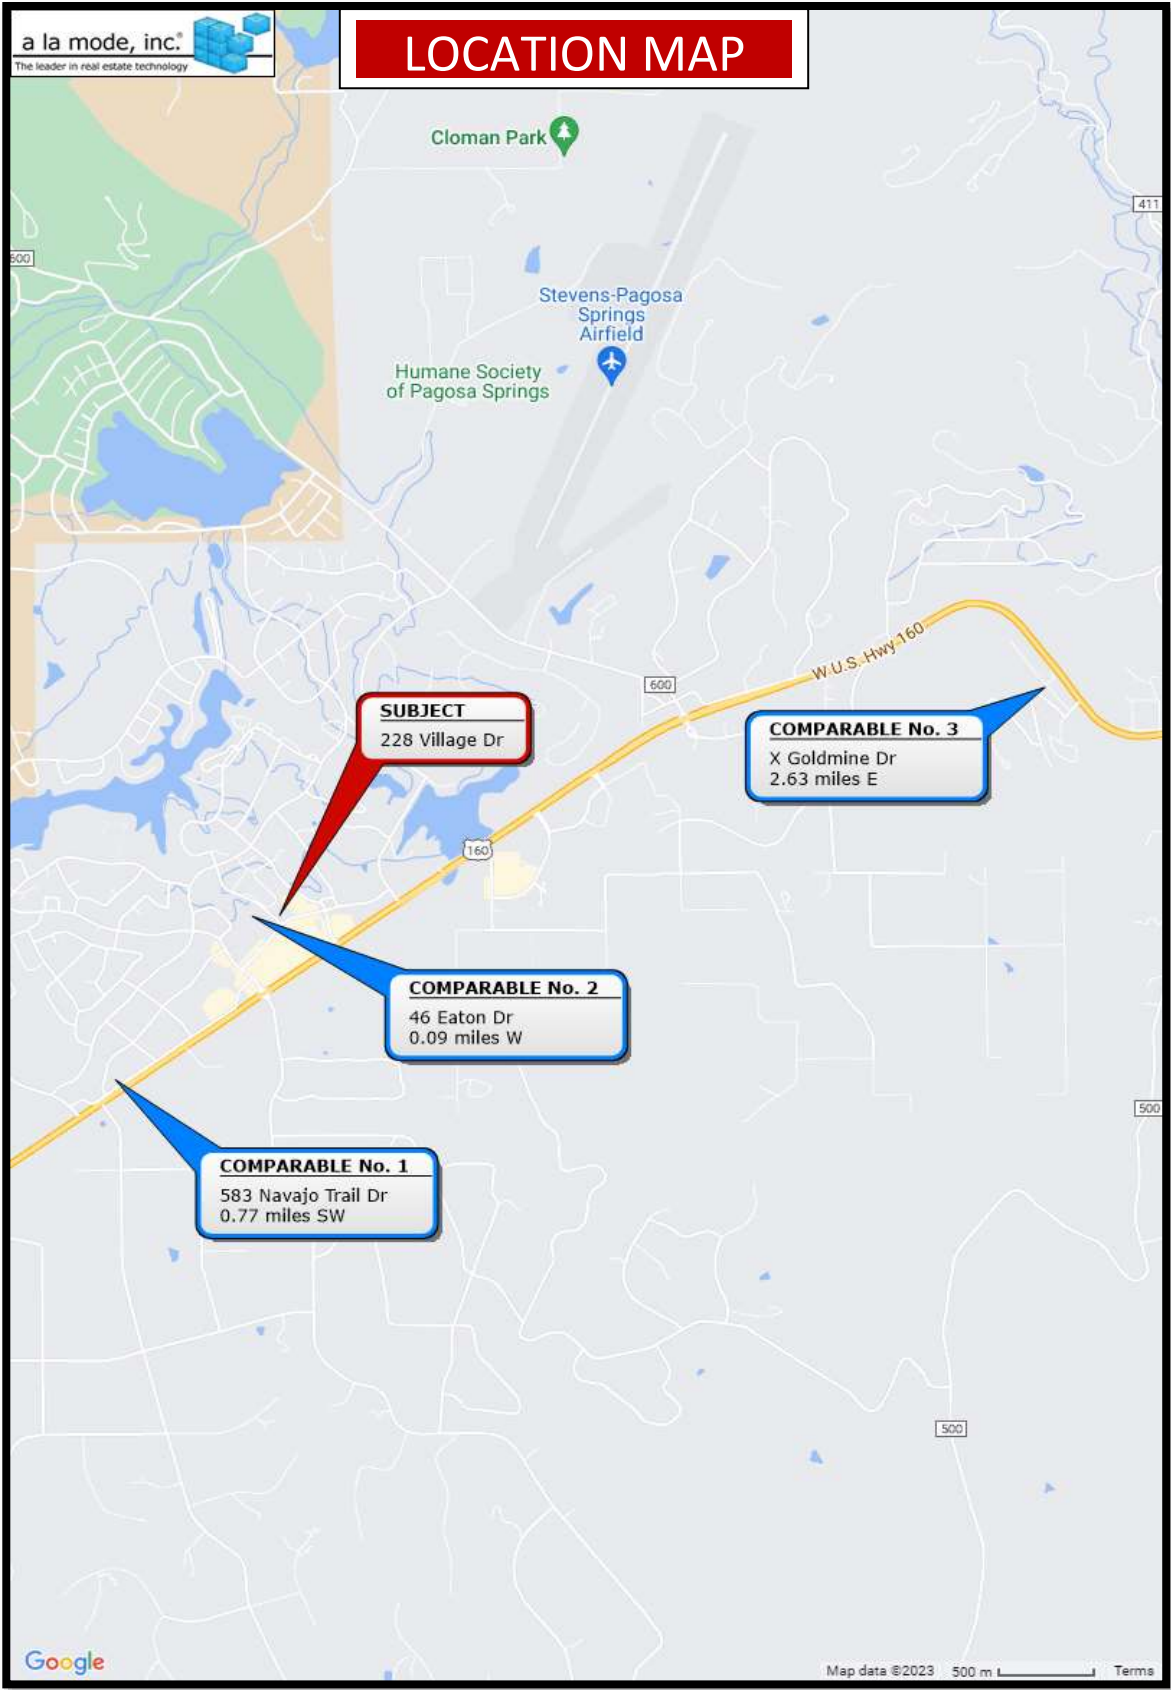 a la mode, inc.®
The leader in real estate technology
LOCATION MAP
Cloman Park
411
600
Stevens-Pagosa
Springs
Airfield
Humane Society
of Pagosa Springs
W U.S. Hwy 160
600
SUBJECT
228 Village Dr
COMPARABLE No. 3
X Goldmine Dr
2.63 miles E
160
COMPARABLE No. 2
46 Eaton Dr
0.09 miles W
500
COMPARABLE No. 1
583 Navajo Trail Dr
0.77 miles SW
500
Google
Map data ©2023 500 m Terms